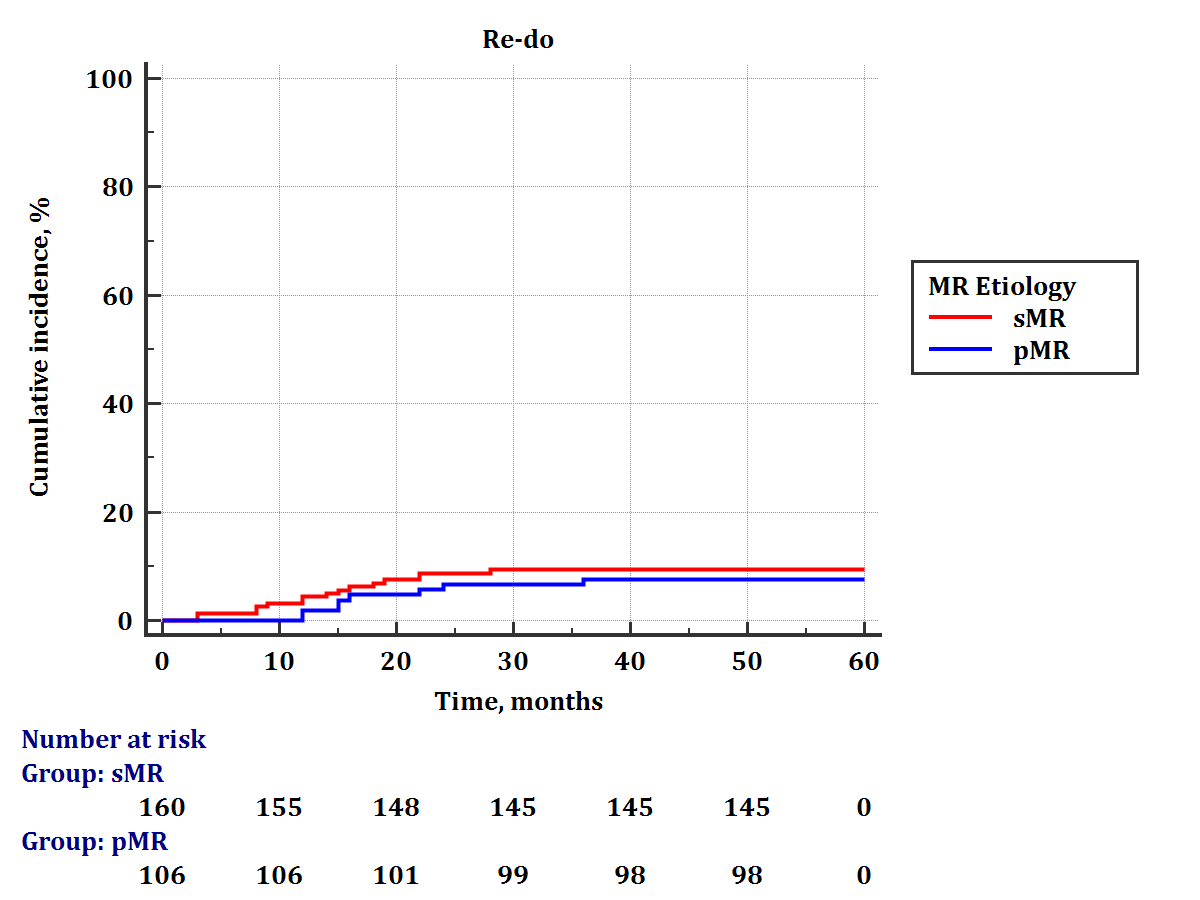 Re-do
100
80
60
40
20
0
Cumulative incidence, %
0 10 20 30 40 50 60
Time, months
MR Etiology
sMR
pMR
Number at risk
Group: sMR
160 155 148 145 145 145 0
Group: pMR
106 106 101 99 98 98 0